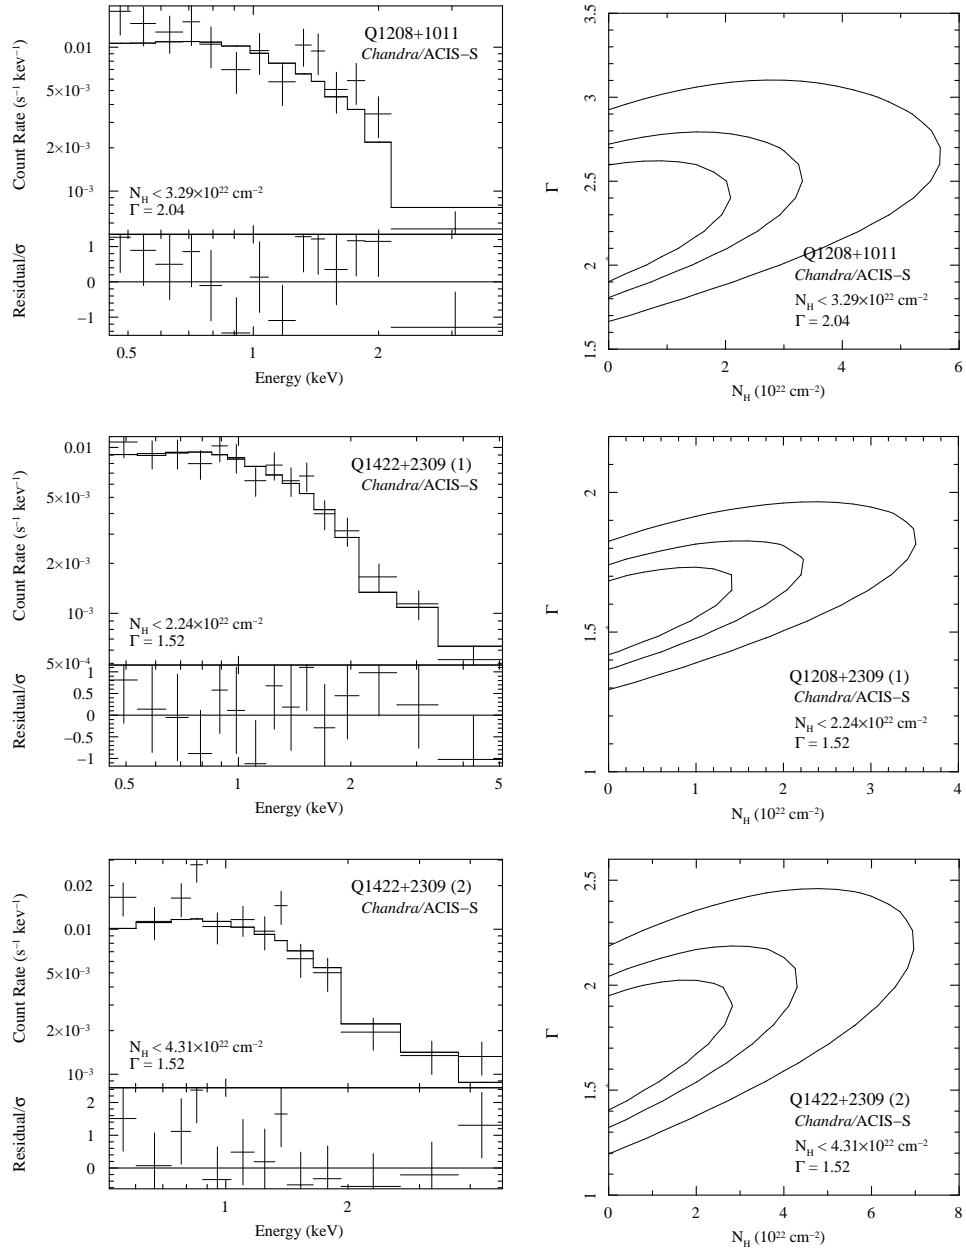 Q1208+1011
Chandra/ACIS−S
Count Rate (s⁻¹ kev⁻¹)
0.01
5×10⁻³
2×10⁻³
10⁻³
N_H < 3.29×10²² cm⁻²
Γ = 2.04
Residual/σ
1
0
−1
0.5
1
2
Energy (keV)
3.5
3
2.5
2
1.5
Γ
Q1208+1011
Chandra/ACIS−S
N_H < 3.29×10²² cm⁻²
Γ = 2.04
0
2
4
6
N_H (10²² cm⁻²)
Q1422+2309 (1)
Chandra/ACIS−S
Count Rate (s⁻¹ keV⁻¹)
0.01
5×10⁻³
2×10⁻³
10⁻³
5×10⁻⁴
N_H < 2.24×10²² cm⁻²
Γ = 1.52
Residual/σ
1
0.5
0
−0.5
−1
0.5
1
2
5
Energy (keV)
2
1.5
1
Γ
Q1208+2309 (1)
Chandra/ACIS−S
N_H < 2.24×10²² cm⁻²
Γ = 1.52
0
1
2
3
4
N_H (10²² cm⁻²)
Q1422+2309 (2)
Chandra/ACIS−S
Count Rate (s⁻¹ keV⁻¹)
0.02
0.01
5×10⁻³
2×10⁻³
10⁻³
N_H < 4.31×10²² cm⁻²
Γ = 1.52
Residual/σ
2
1
0
1
2
Energy (keV)
2.5
2
1.5
1
Γ
Q1422+2309 (2)
Chandra/ACIS−S
N_H < 4.31×10²² cm⁻²
Γ = 1.52
0
2
4
6
8
N_H (10²² cm⁻²)